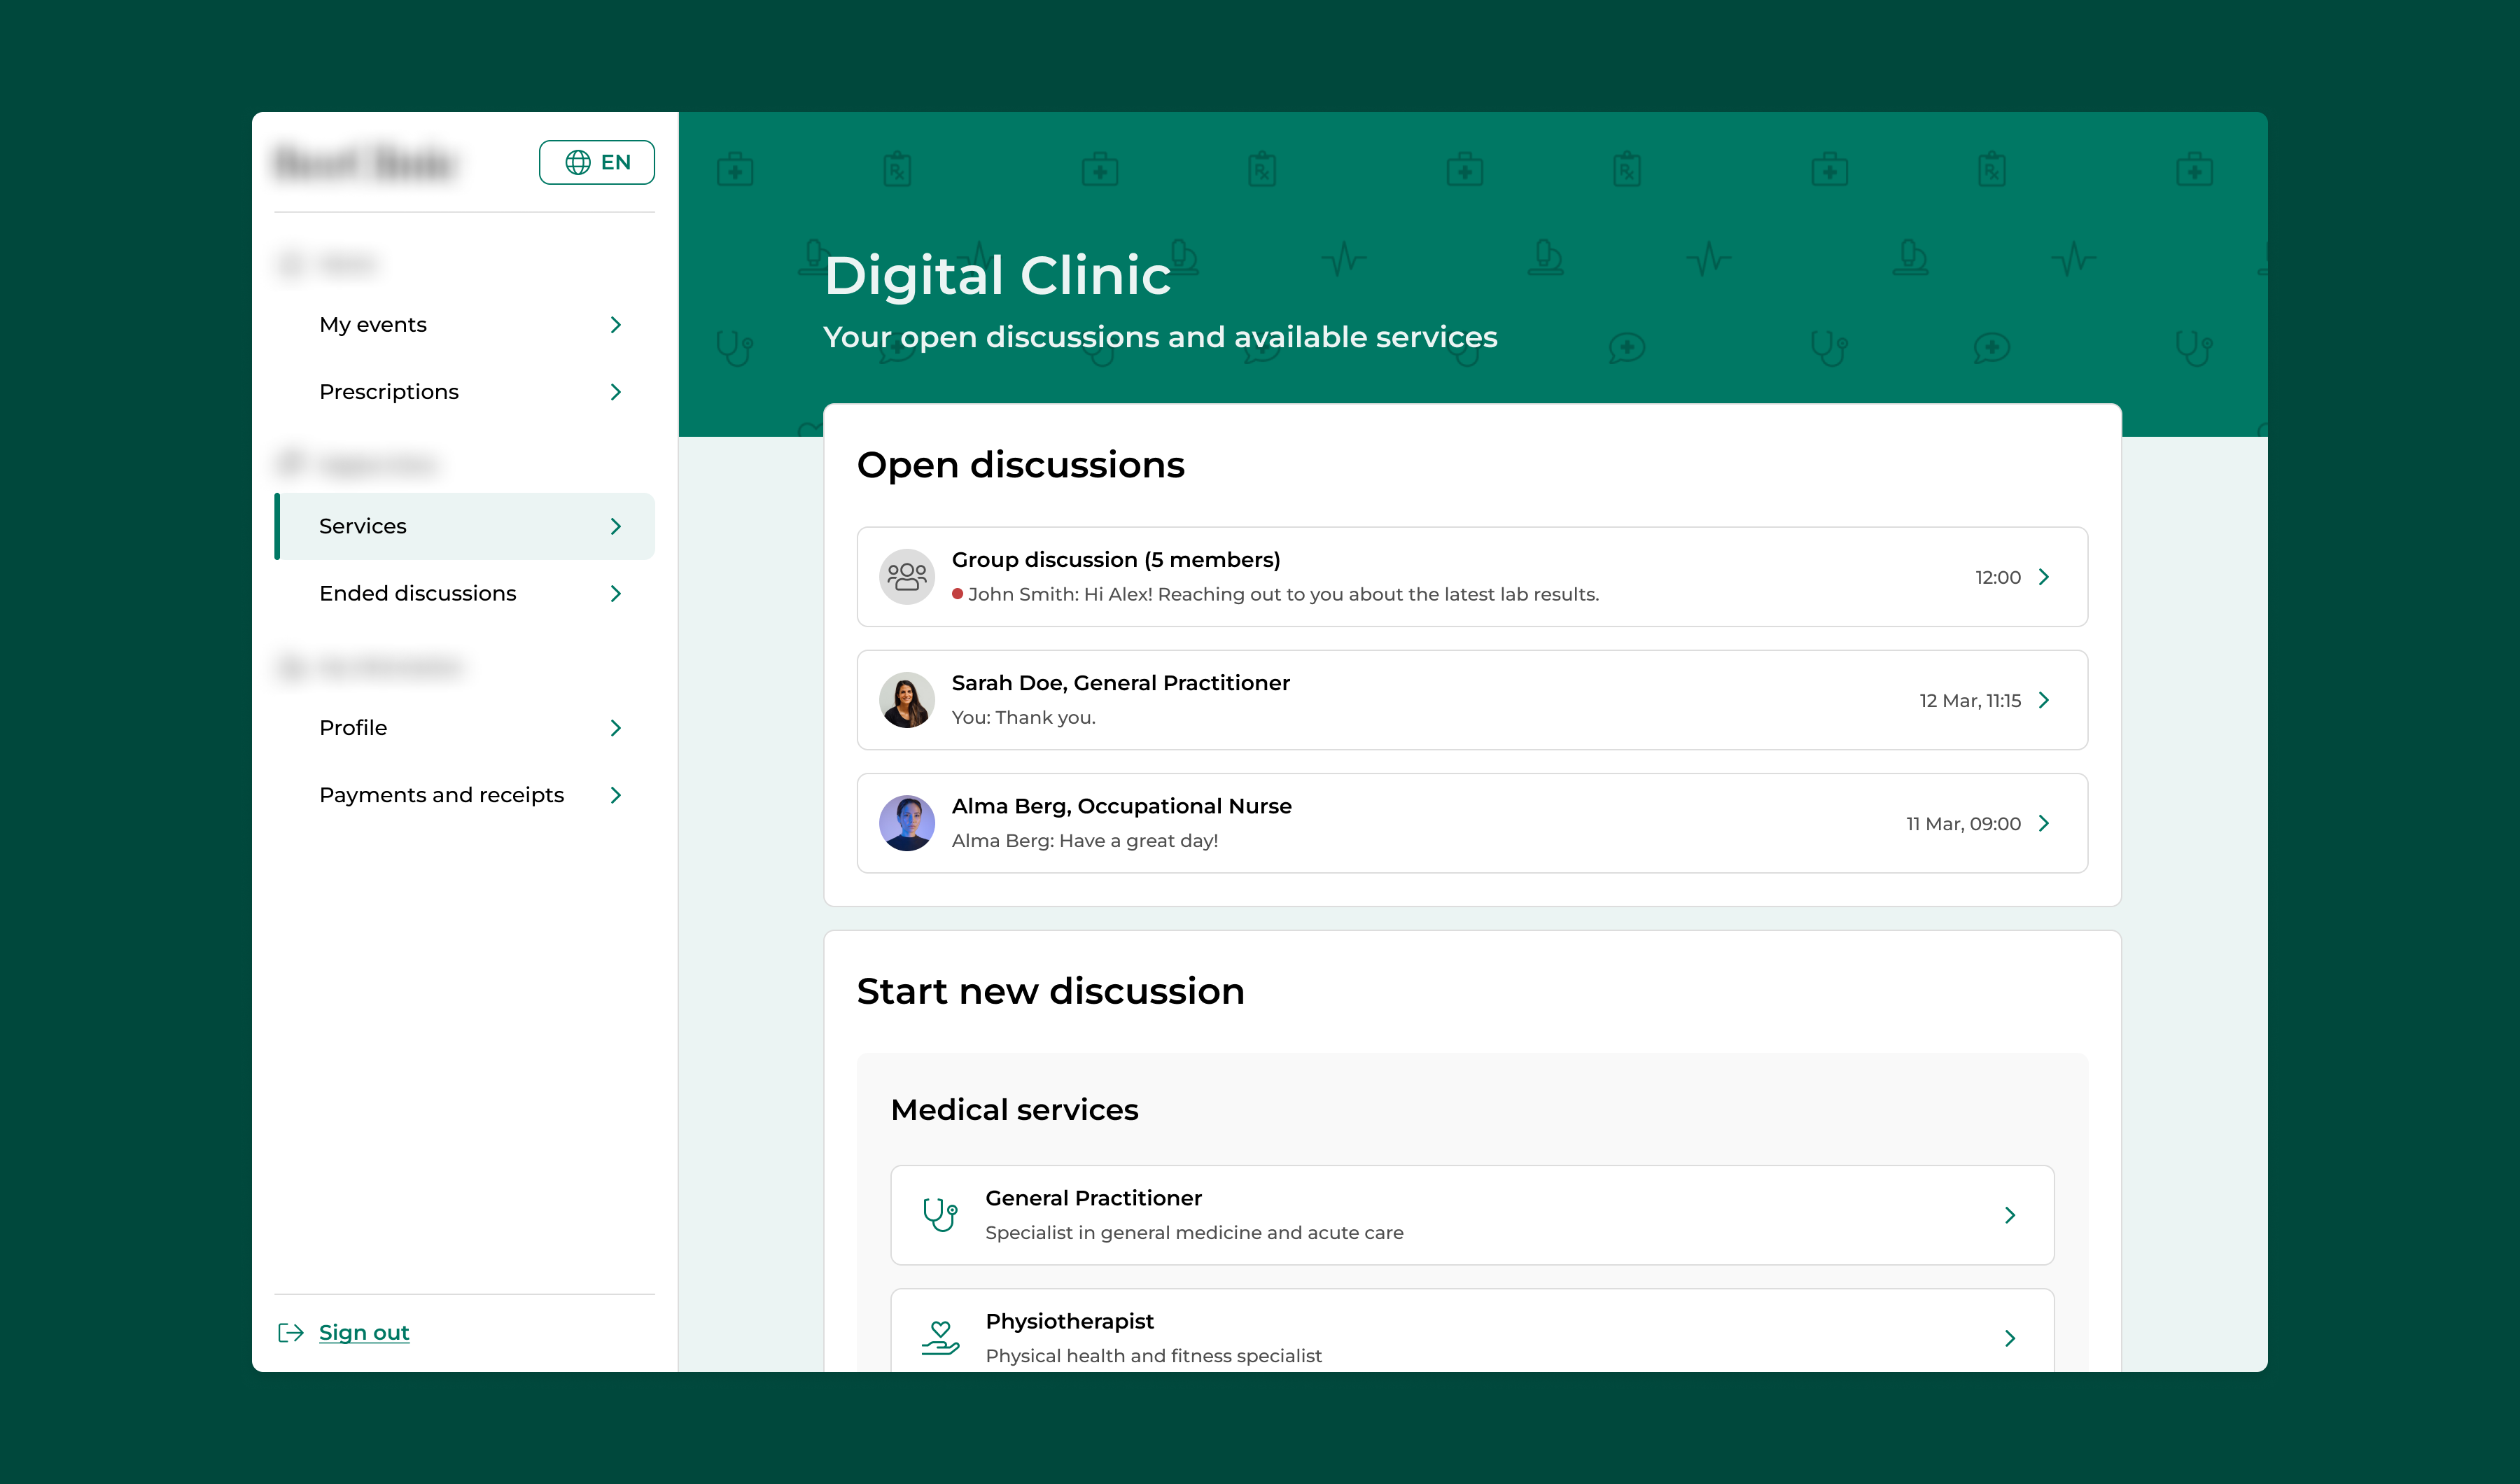 EN
My events
Prescriptions
Services
Ended discussions
Profile
Payments and receipts
Sign out
Digital Clinic
Your open discussions and available services
Open discussions
Group discussion (5 members)
John Smith: Hi Alex! Reaching out to you about the latest lab results.
12:00
Sarah Doe, General Practitioner
You: Thank you.
12 Mar, 11:15
Alma Berg, Occupational Nurse
Alma Berg: Have a great day!
11 Mar, 09:00
Start new discussion
Medical services
General Practitioner
Specialist in general medicine and acute care
Physiotherapist
Physical health and fitness specialist